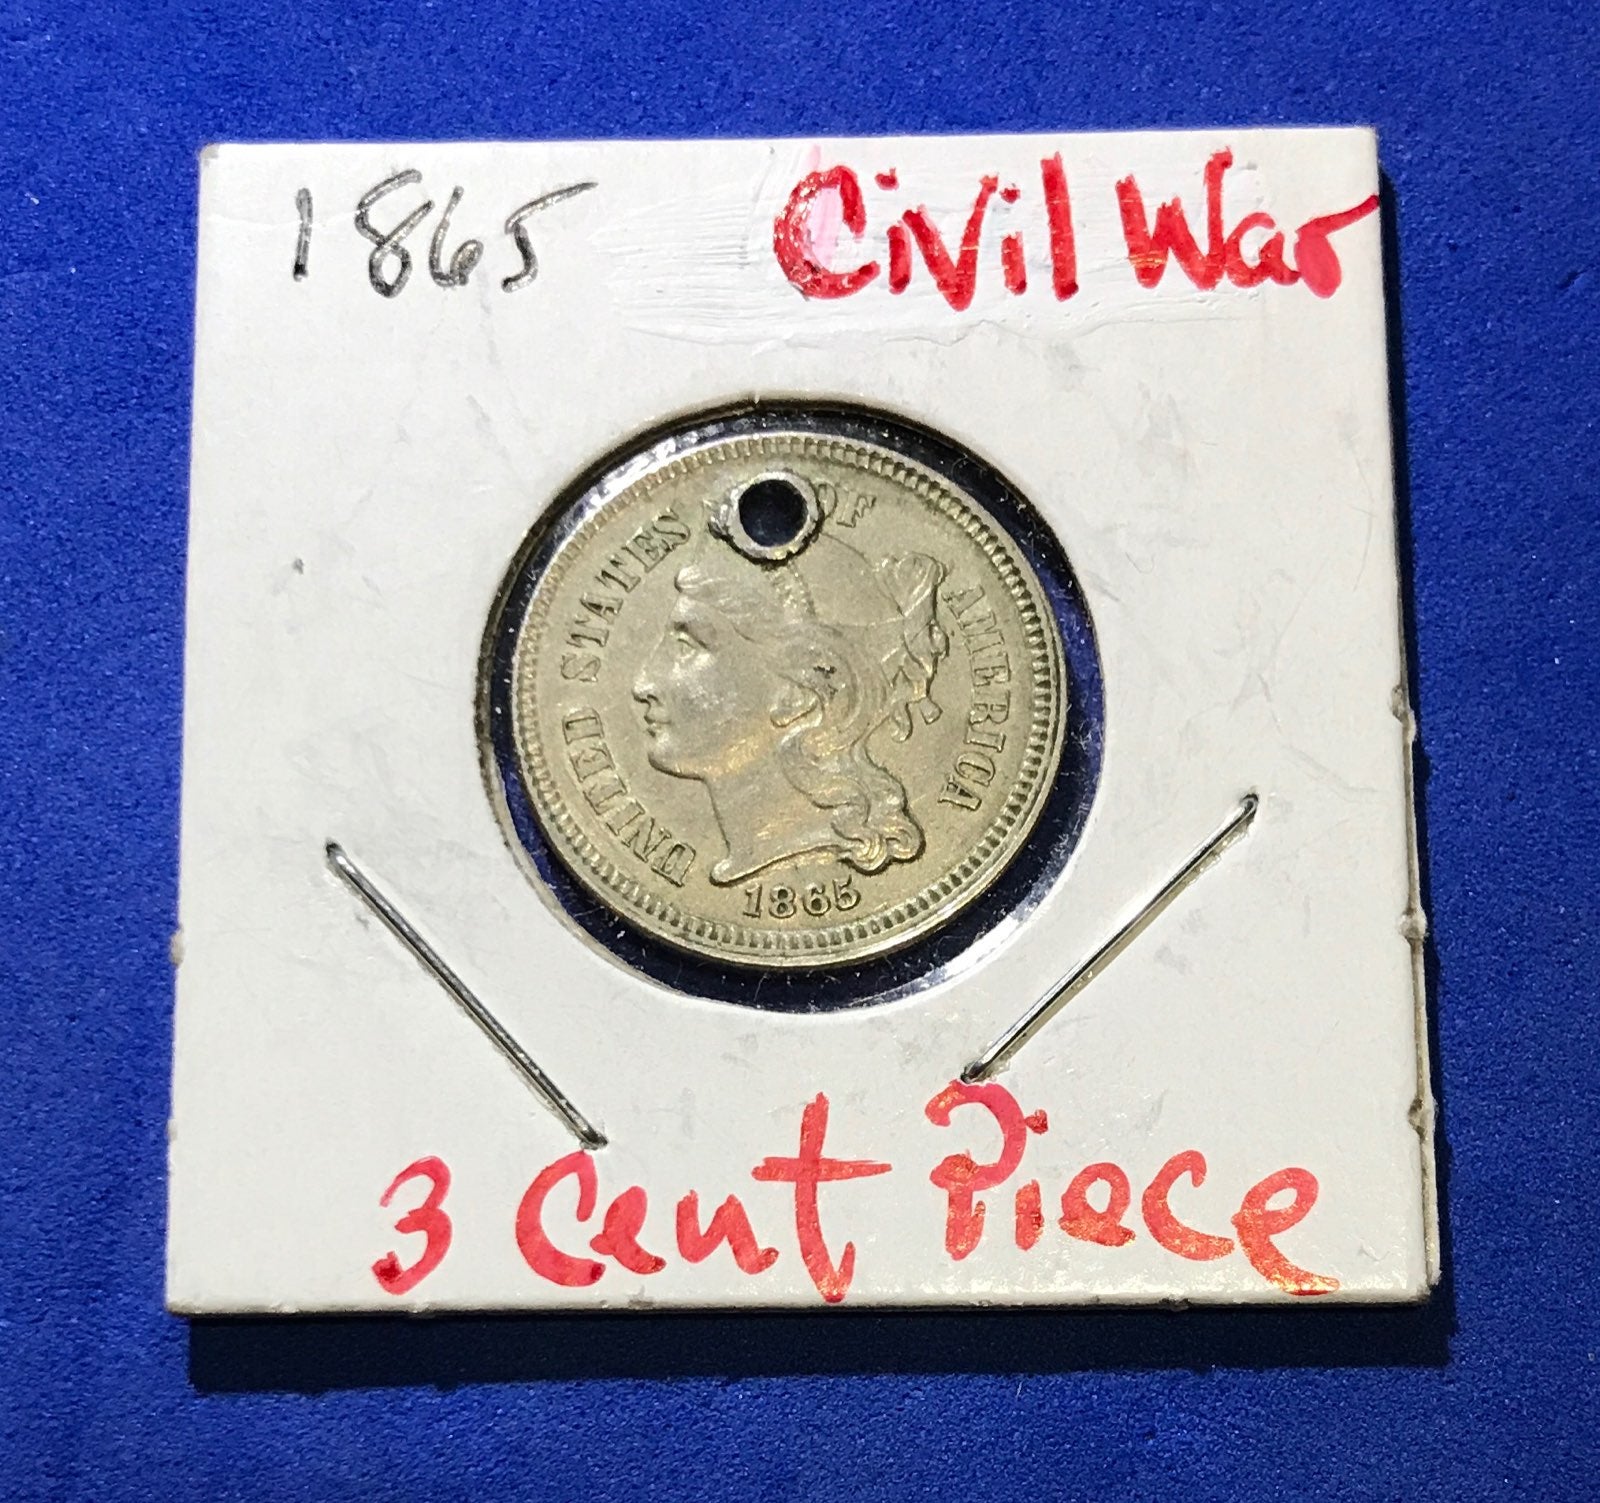 1865 Civil War
UNITED STATES OF AMERICA
1865
3 Cent Piece